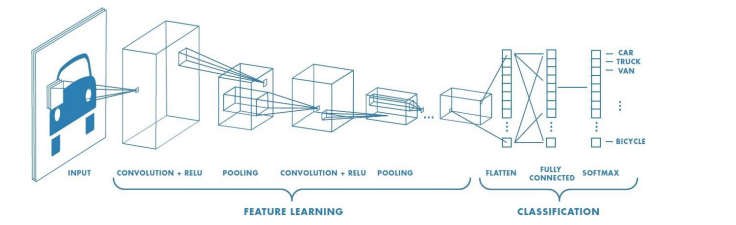 CAR
TRUCK
VAN
BICYCLE
INPUT
CONVOLUTION + RELU
POOLING
CONVOLUTION + RELU
POOLING
FLATTEN
FULLY
CONNECTED
SOFTMAX
FEATURE LEARNING
CLASSIFICATION